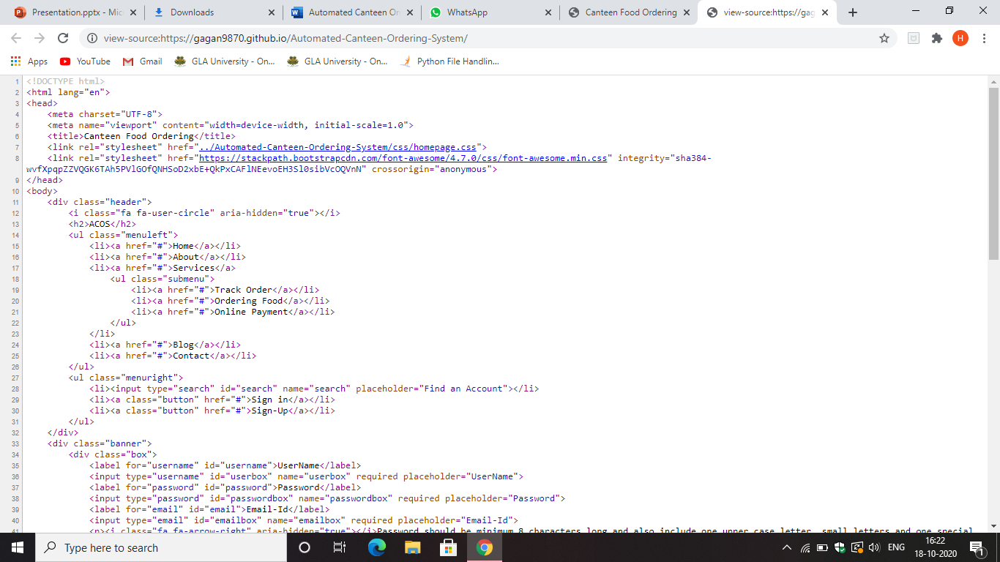 Presentation.pptx - Mic
Downloads
Automated Canteen Or
WhatsApp
Canteen Food Ordering
view-source:https://gag
view-source:https://gagan9870.github.io/Automated-Canteen-Ordering-System/
H
Apps
YouTube
Gmail
GLA University - On...
GLA University - On...
Python File Handlin...
1 <!DOCTYPE html>
2 <html lang="en">
3 <head>
4 <meta charset="UTF-8">
5 <meta name="viewport" content="width=device-width, initial-scale=1.0">
6 <title>Canteen Food Ordering</title>
7 <link rel="stylesheet" href="../Automated-Canteen-Ordering-System/css/homepage.css">
8 <link rel="stylesheet" href="https://stackpath.bootstrapcdn.com/font-awesome/4.7.0/css/font-awesome.min.css" integrity="sha384-
wvfXpqpZZVQGK6TAh5PVlGOfQNHSoD2xbE+QkPxCAFlNEevoEH3Sl0sibVcOQVnN" crossorigin="anonymous">
9 </head>
10 <body>
11 <div class="header">
12 <i class="fa fa-user-circle" aria-hidden="true"></i>
13 <h2>ACOS</h2>
14 <ul class="menuleft">
15 <li><a href="#">Home</a></li>
16 <li><a href="#">About</a></li>
17 <li><a href="#">Services</a>
18 <ul class="submenu">
19 <li><a href="#">Track Order</a></li>
20 <li><a href="#">Ordering Food</a></li>
21 <li><a href="#">Online Payment</a></li>
22 </ul>
23 </li>
24 <li><a href="#">Blog</a></li>
25 <li><a href="#">Contact</a></li>
26 </ul>
27 <ul class="menuright">
28 <li><input type="search" id="search" name="search" placeholder="Find an Account"></li>
29 <li><a class="button" href="#">Sign in</a></li>
30 <li><a class="button" href="#">Sign-Up</a></li>
31 </ul>
32 </div>
33 <div class="banner">
34 <div class="box">
35 <label for="username" id="username">UserName</label>
36 <input type="username" id="userbox" name="userbox" required placeholder="UserName">
37 <label for="password" id="password">Password</label>
38 <input type="password" id="passwordbox" name="passwordbox" required placeholder="Password">
39 <label for="email" id="email">Email-Id</label>
40 <input type="email" id="emailbox" name="emailbox" required placeholder="Email-Id">
41 <p><i class="fa fa-arrow-right" aria-hidden="true"></i>Password should be minimum 8 characters long and also include one upper case letter, small letters and one special
Type here to search
ENG
16:22
18-10-2020
1